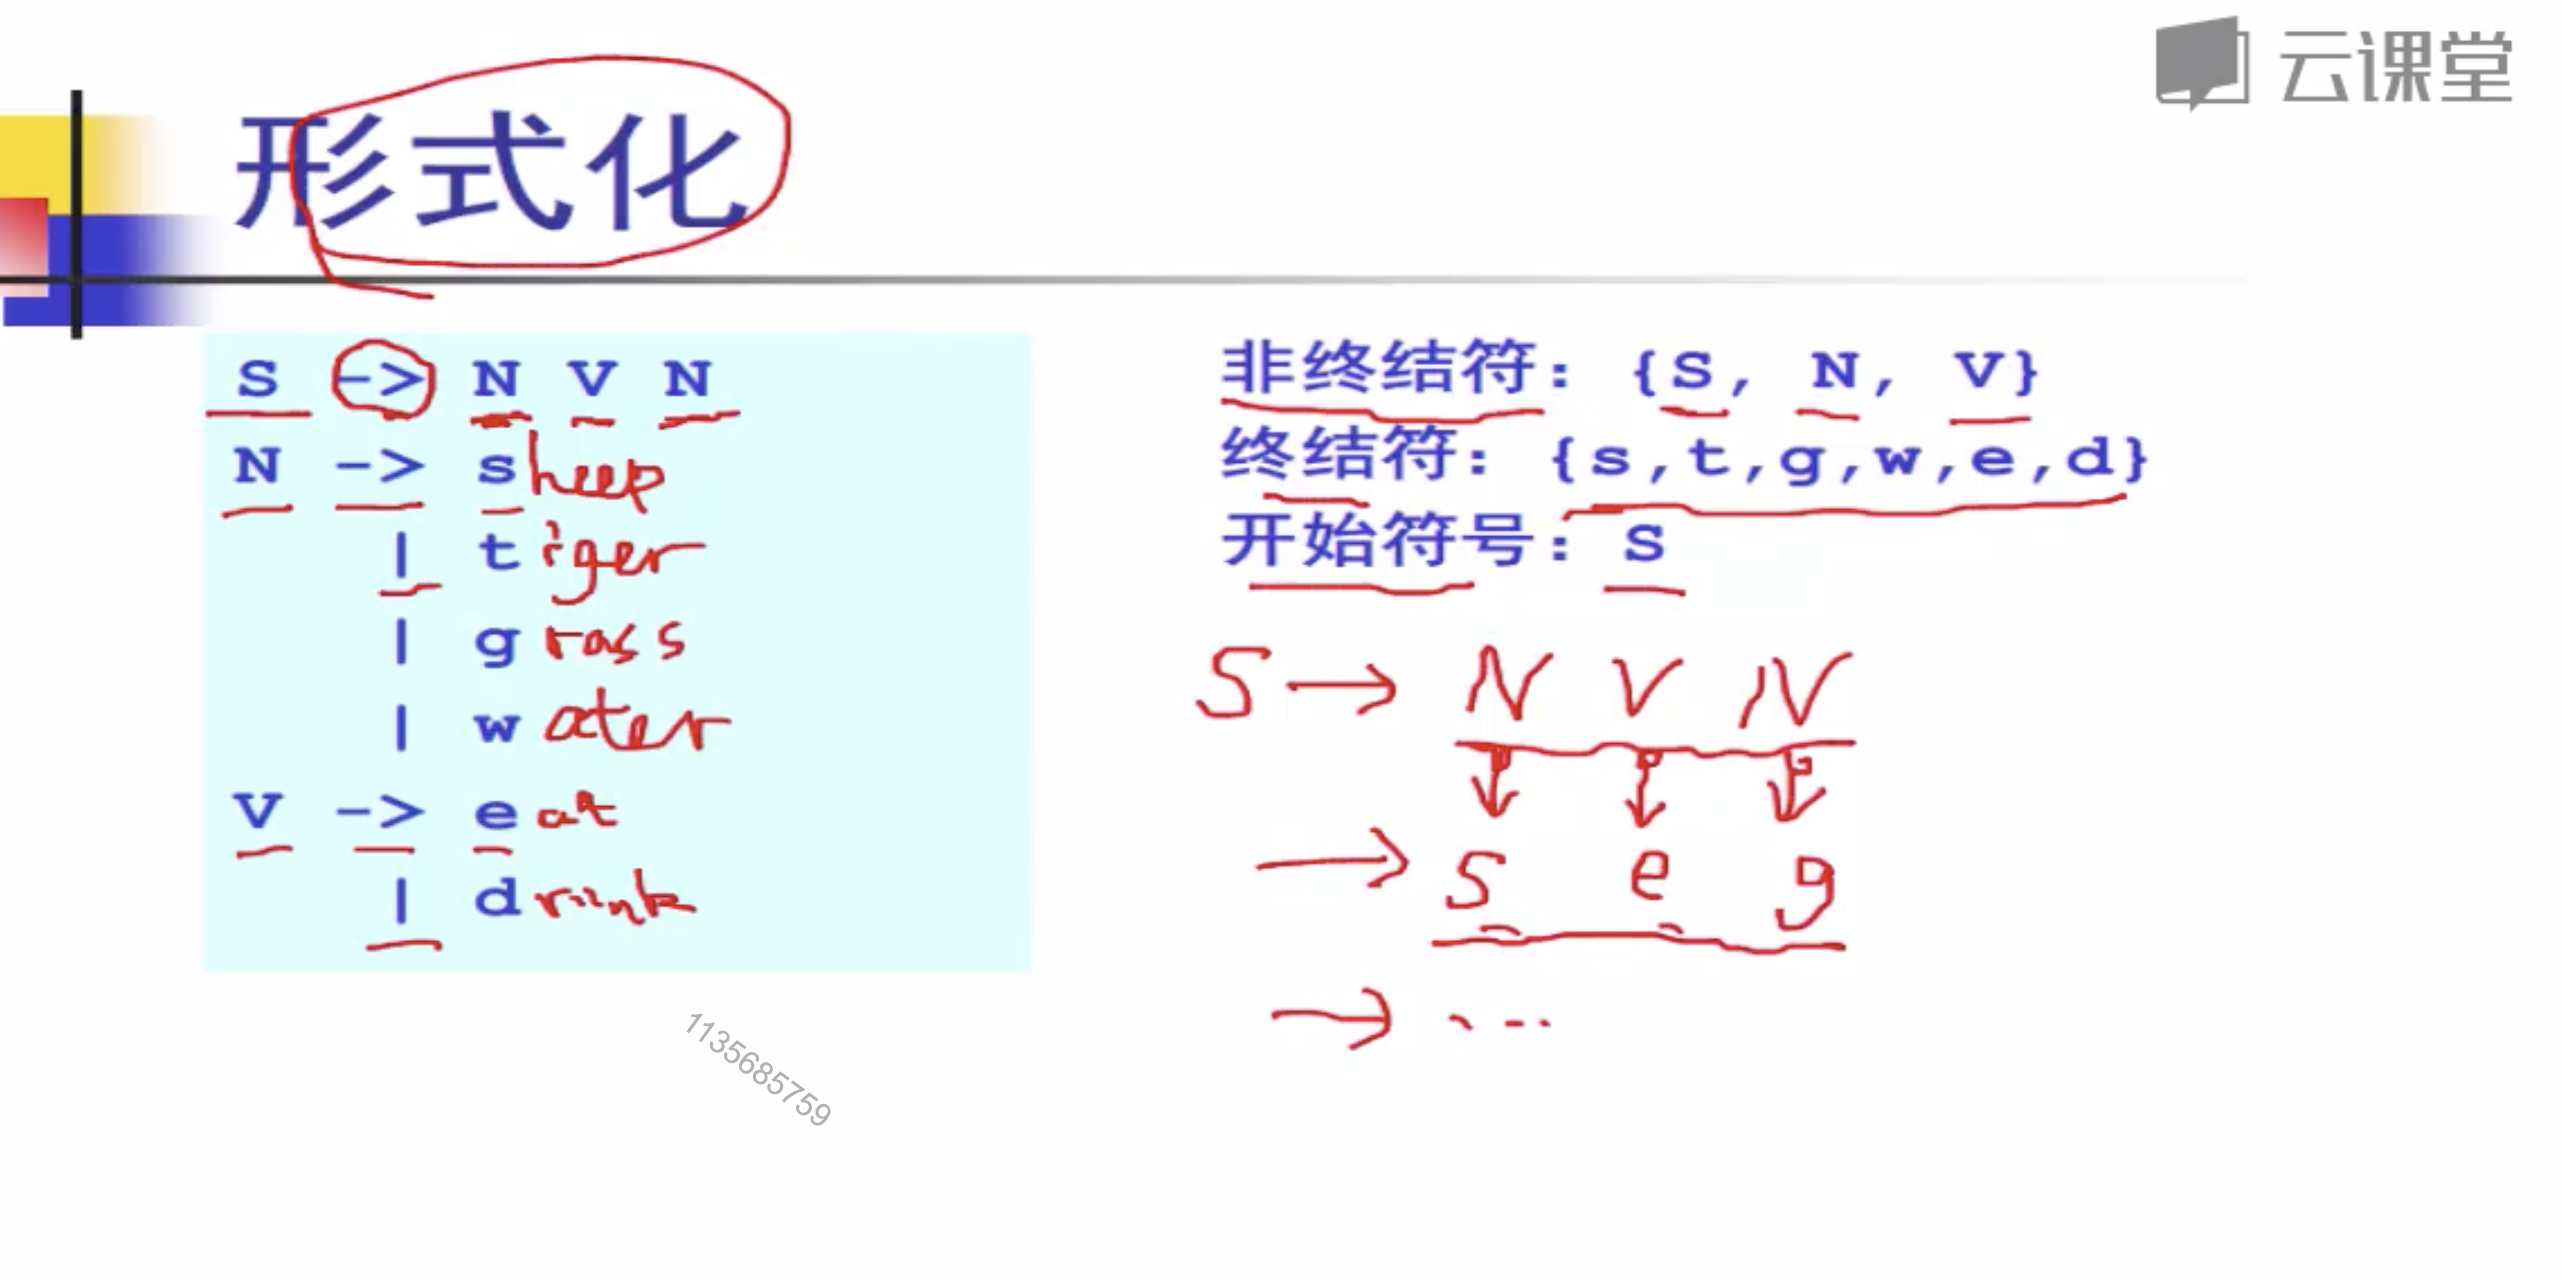 云课堂
形式化
S -> N V N
N -> sheep
| tiger
| grass
| water
V -> eat
| drink
非终结符: {S, N, V}
终结符: {s,t,g,w,e,d}
开始符号: S
S → N V N
→ s e g
→ ...
1135685759